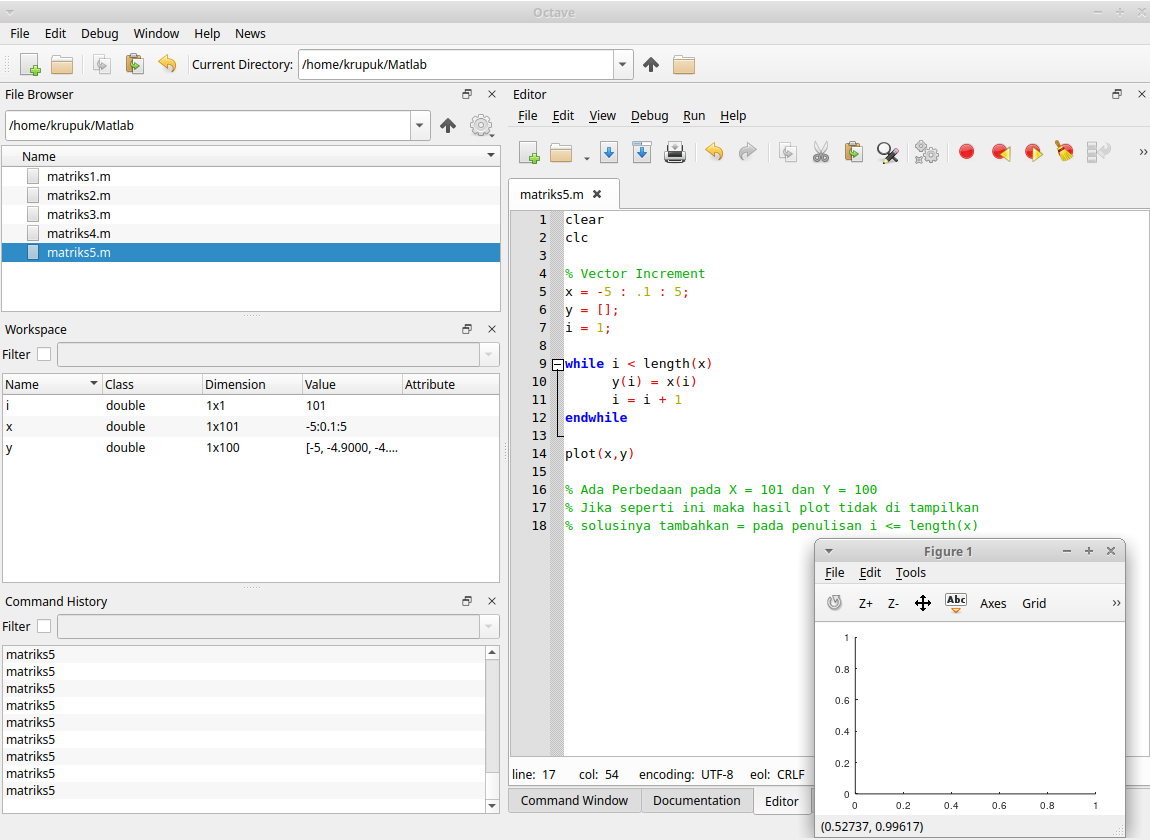 Octave
File Edit Debug Window Help News
Current Directory: /home/krupuk/Matlab
File Browser
/home/krupuk/Matlab
Name
matriks1.m
matriks2.m
matriks3.m
matriks4.m
matriks5.m
Workspace
Filter
Name Class Dimension Value Attribute
i double 1x1 101
x double 1x101 -5:0.1:5
y double 1x100 [-5, -4.9000, -4....
Command History
Filter
matriks5
matriks5
matriks5
matriks5
matriks5
matriks5
matriks5
matriks5
matriks5
Editor
File Edit View Debug Run Help
matriks5.m
1 clear
2 clc
3
4 % Vector Increment
5 x = -5 : .1 : 5;
6 y = [];
7 i = 1;
8
9 while i < length(x)
10 y(i) = x(i)
11 i = i + 1
12 endwhile
13
14 plot(x,y)
15
16 % Ada Perbedaan pada X = 101 dan Y = 100
17 % Jika seperti ini maka hasil plot tidak di tampilkan
18 % solusinya tambahkan = pada penulisan i <= length(x)
line: 17 col: 54 encoding: UTF-8 eol: CRLF
Command Window Documentation Editor
Figure 1
File Edit Tools
Z+ Z- Abc Axes Grid
1
0.8
0.6
0.4
0.2
0
0 0.2 0.4 0.6 0.8 1
(0.52737, 0.99617)